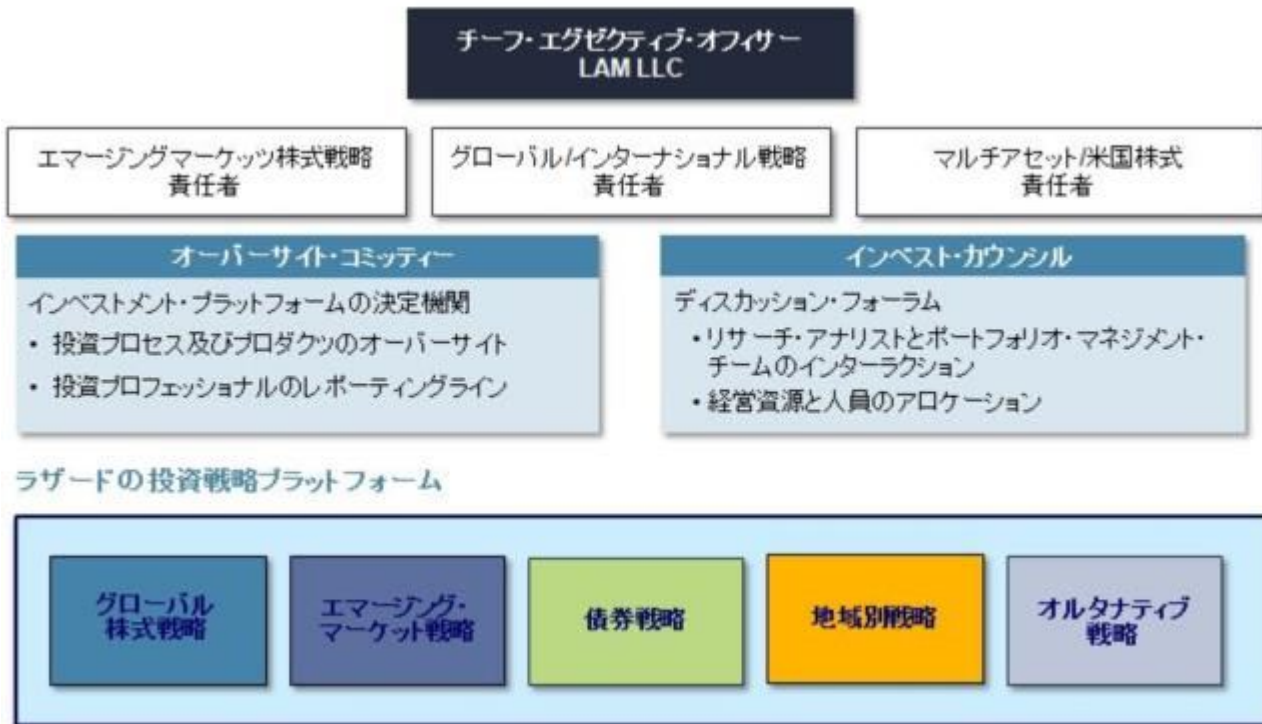 チーフ・エグゼクティブ・オフィサー
LAM LLC
エマージングマーケッツ株式戦略
責任者
グローバル/インターナショナル戦略
責任者
マルチアセット/米国株式
責任者
オーバーサイト・コミッティー
インベストメント・プラットフォームの決定機関
・投資プロセス及びプロダクツのオーバーサイト
・投資プロフェッショナルのレポーティングライン
インベスト・カウンシル
ディスカッション・フォーラム
・リサーチ・アナリストとポートフォリオ・マネジメント・
チームのインターラクション
・経営資源と人員のアロケーション
ラザードの投資戦略プラットフォーム
グローバル
株式戦略
エマージング・
マーケット戦略
債券戦略
地域別戦略
オルタナティブ
戦略